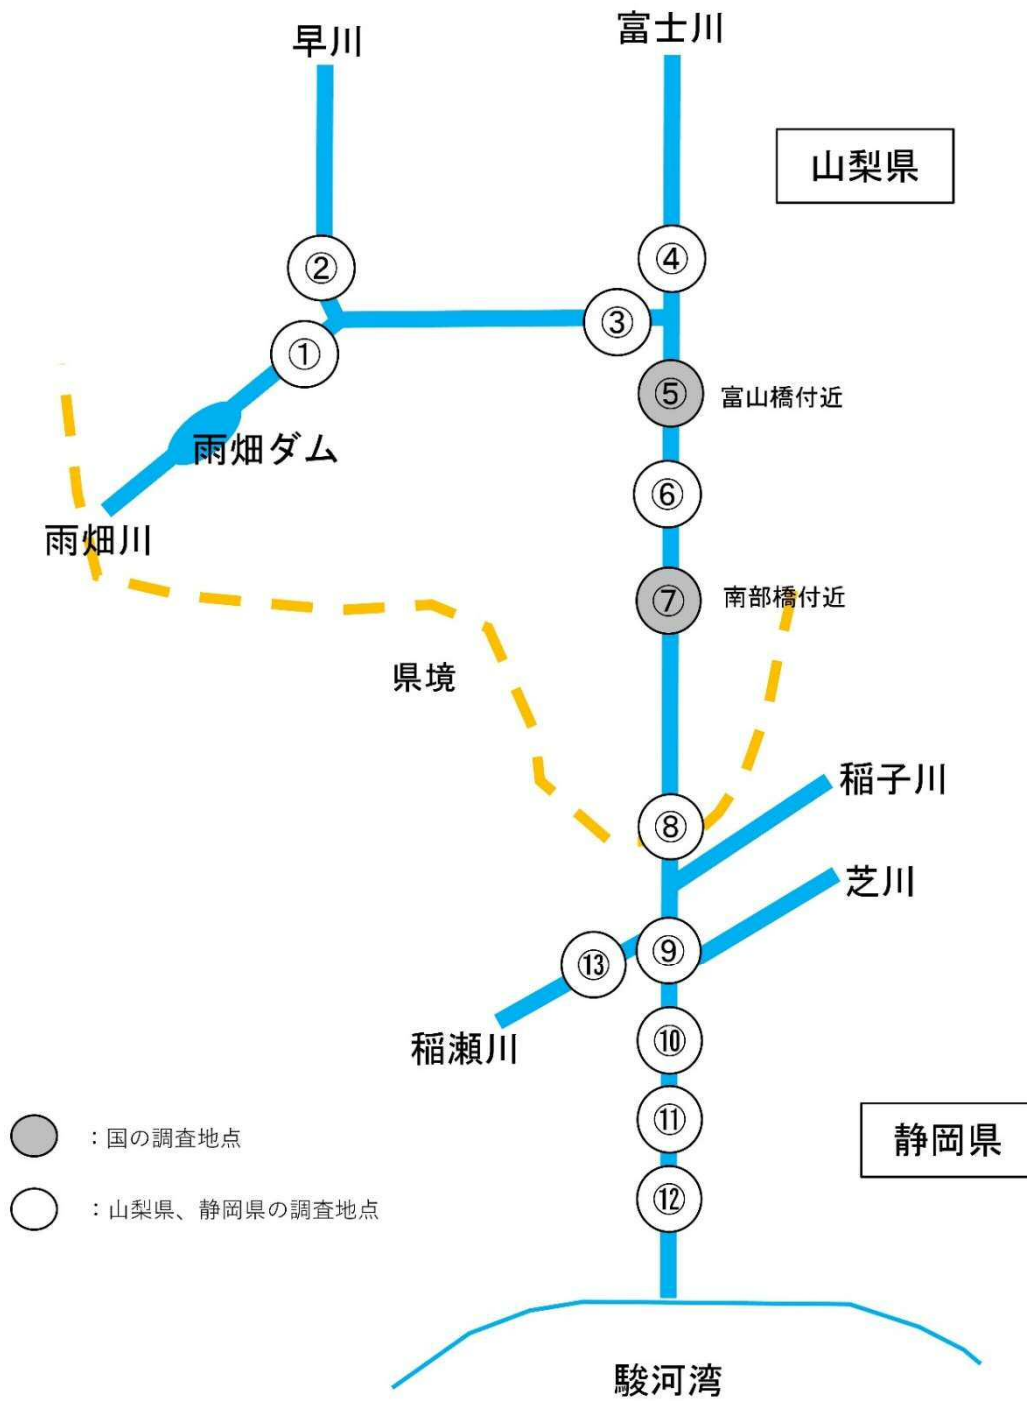 早川
富士川
山梨県
②
④
③
①
⑤
富山橋付近
雨畑ダム
⑥
雨畑川
⑦
南部橋付近
県境
稲子川
⑧
芝川
⑨
⑬
稲瀬川
⑩
⑪
：国の調査地点
静岡県
⑫
：山梨県、静岡県の調査地点
駿河湾